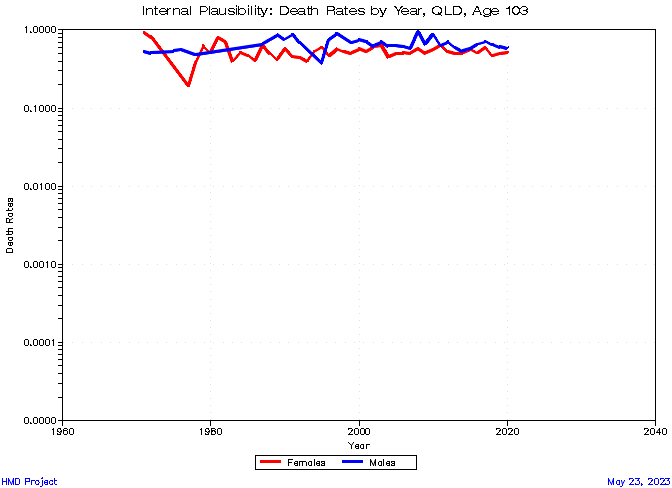 Internal Plausibility: Death Rates by Year, QLD, Age 103
1.0000
0.1000
0.0100
0.0010
0.0001
0.0000
Death Rates
1960
1980
2000
2020
2040
Year
Females
Males
HMD Project
May 23, 2023